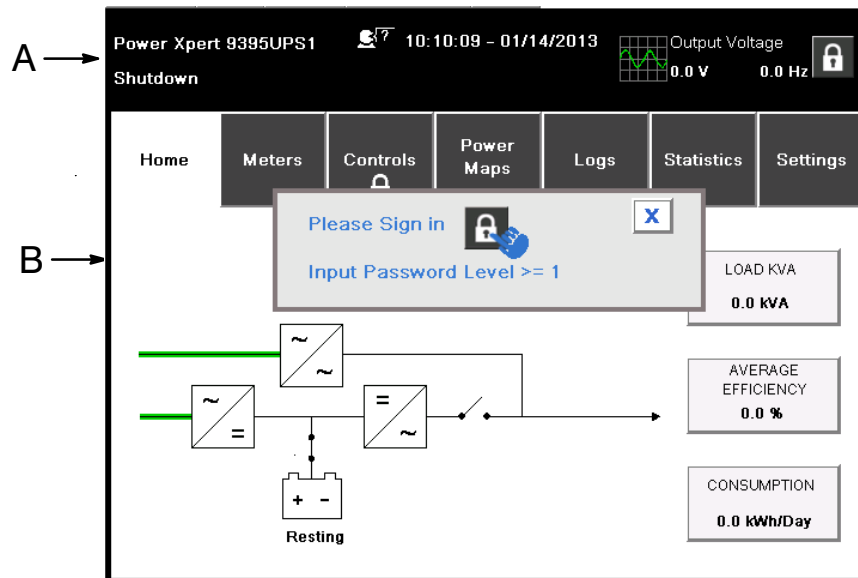 A
Power Xpert 9395UPS1
? 10:10:09 - 01/14/2013
Output Voltage
0.0 V 0.0 Hz
Shutdown
Home
Meters
Controls
Power
Maps
Logs
Statistics
Settings
Please Sign in
X
Input Password Level >= 1
B
LOAD KVA
0.0 kVA
AVERAGE
EFFICIENCY
0.0 %
CONSUMPTION
0.0 kWh/Day
~
~
~
=
=
~
+ -
Resting